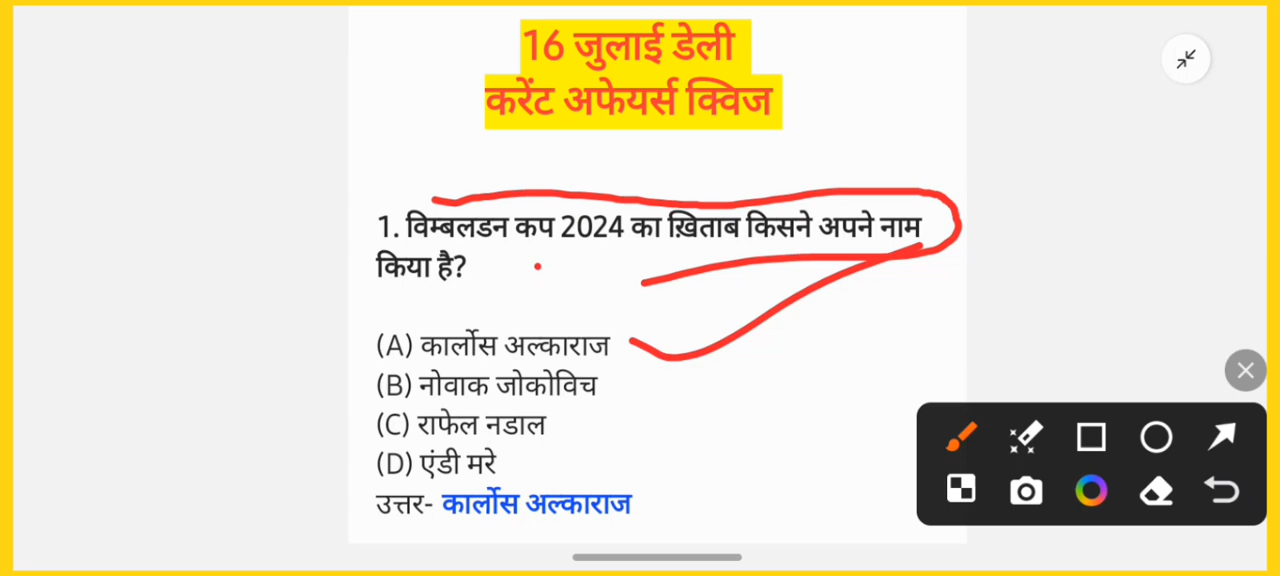 16 जुलाई डेली
करेंट अफेयर्स क्विज
1. विम्बलडन कप 2024 का ख़िताब किसने अपने नाम
किया है?
(A) कार्लोस अल्काराज
(B) नोवाक जोकोविच
(C) राफेल नडाल
(D) एंडी मरे
उत्तर- कार्लोस अल्काराज